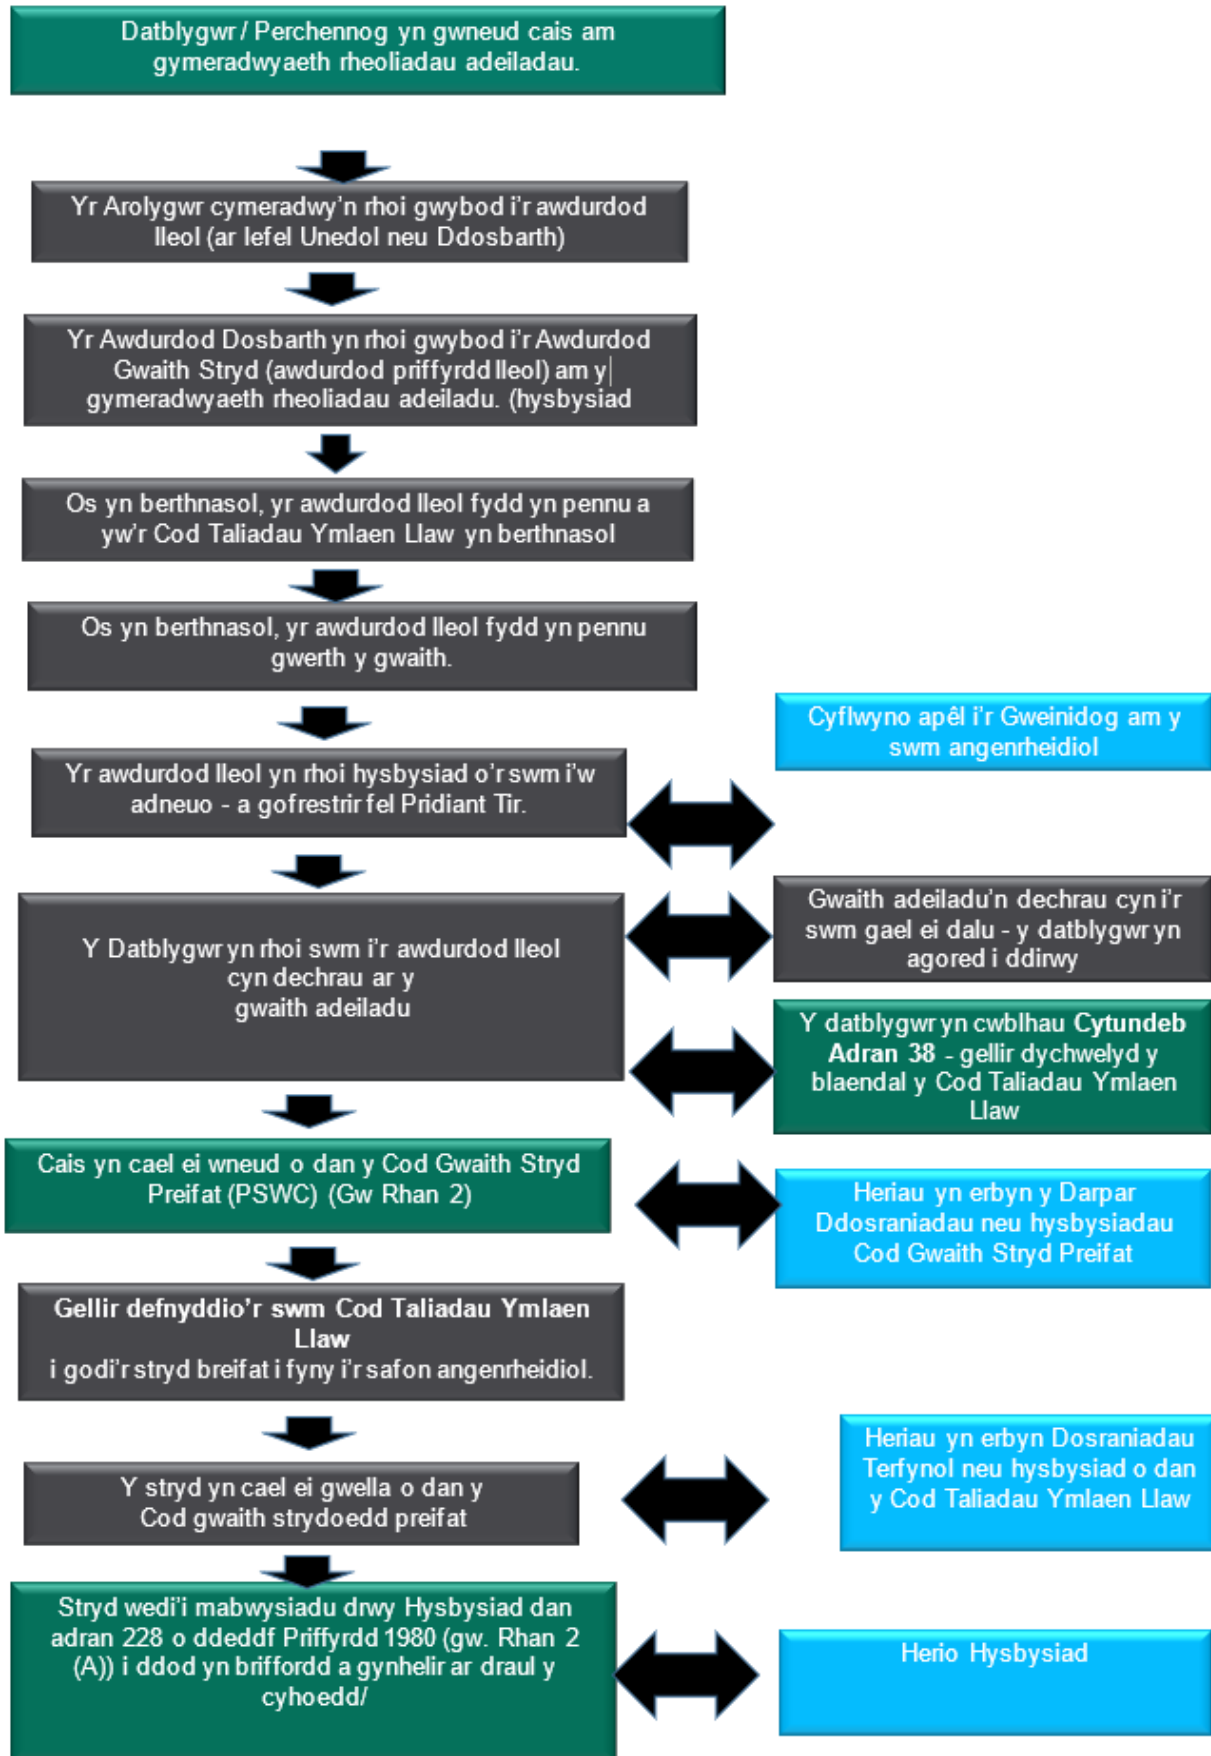 Datblygwr / Perchennog yn gwneud cais am
gymeradwyaeth rheoliadau adeiladau.
Yr Arolygwr cymeradwy'n rhoi gwybod i'r awdurdod
lleol (ar lefel Unedol neu Ddosbarth)
Yr Awdurdod Dosbarth yn rhoi gwybod i'r Awdurdod
Gwaith Stryd (awdurdod priffyrdd lleol) am y
gymeradwyaeth rheoliadau adeiladu. (hysbysiad
Os yn berthnasol, yr awdurdod lleol fydd yn pennu a
yw'r Cod Taliadau Ymlaen Llaw yn berthnasol
Os yn berthnasol, yr awdurdod lleol fydd yn pennu
gwerth y gwaith.
Cyflwyno apêl i'r Gweinidog am y
swm angenrheidiol
Yr awdurdod lleol yn rhoi hysbysiad o'r swm i'w
adneuo - a gofrestrir fel Pridiant Tir.
Gwaith adeiladu'n dechrau cyn i'r
swm gael ei dalu - y datblygwr yn
agored i ddirwy
Y Datblygwr yn rhoi swm i'r awdurdod lleol
cyn dechrau ar y
gwaith adeiladu
Y datblygwr yn cwblhau Cytundeb
Adran 38 - gellir dychwelyd y
blaendal y Cod Taliadau Ymlaen
Llaw
Cais yn cael ei wneud o dan y Cod Gwaith Stryd
Preifat (PSWC) (Gw Rhan 2)
Heriau yn erbyn y Darpar
Ddosraniadau neu hysbysiadau
Cod Gwaith Stryd Preifat
Gellir defnyddio'r swm Cod Taliadau Ymlaen
Llaw
i godi'r stryd breifat i fyny i'r safon angenrheidiol.
Heriau yn erbyn Dosraniadau
Terfynol neu hysbysiad o dan
y Cod Taliadau Ymlaen Llaw
Y stryd yn cael ei gwella o dan y
Cod gwaith strydoedd preifat
Stryd wedi'i mabwysiadu drwy Hysbysiad dan
adran 228 o ddeddf Priffyrdd 1980 (gw. Rhan 2
(A)) i ddod yn briffordd a gynhelir ar draul y
cyhoedd/
Herio Hysbysiad